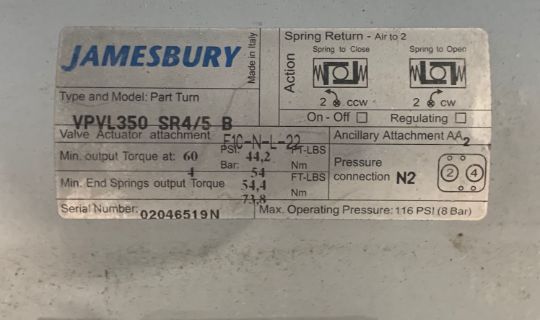 JAMESBURY
Made in Italy
Type and Model: Part Turn
VPVL350 SR4/5 B
Valve Actuator attachment F10-N-L-22
Min. output Torque at: 60 PSI: 44,2 FT-LBS
4 Bar: 54 Nm
Min. End Springs output Torque 54,4 FT-LBS
73,8 Nm
Serial Number: 02046519N
Spring Return - Air to 2
Action
Spring to Close Spring to Open
2 ⊗ CCW 2 ⊗ CW
On - Off Regulating
Ancillary Attachment AA2
Pressure
connection N2
2 4
Max. Operating Pressure: 116 PSI (8 Bar)